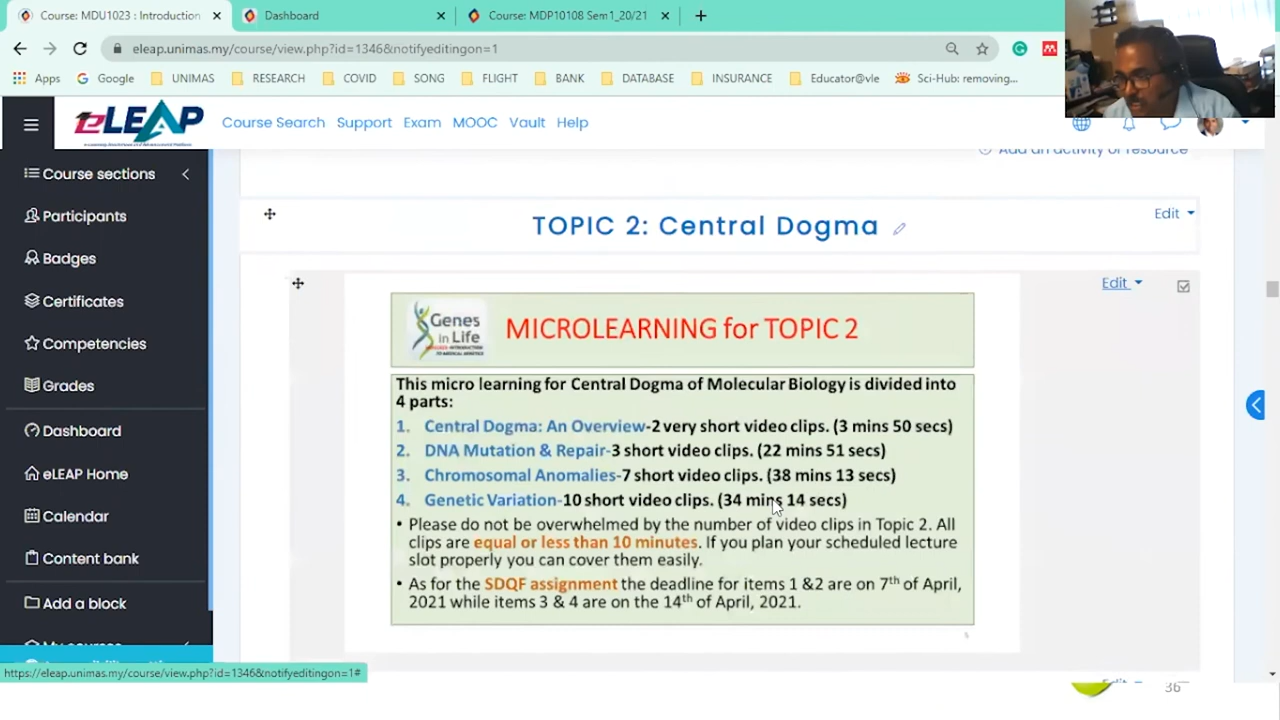 Course: MDU1023 : Introduction
Dashboard
Course: MDP10108 Sem1_20/21
eleap.unimas.my/course/view.php?id=1346&notifyeditingon=1
Apps
Google
UNIMAS
RESEARCH
COVID
SONG
FLIGHT
BANK
DATABASE
INSURANCE
Educator@vle
Sci-Hub: removing...
eLEAP
Course Search
Support
Exam
MOOC
Vault
Help
Add an activity or resource
Course sections
Participants
Badges
Certificates
Competencies
Grades
Dashboard
eLEAP Home
Calendar
Content bank
Add a block
My courses
TOPIC 2: Central Dogma
Edit
Edit
Genes
in Life
MICROLEARNING for TOPIC 2
This micro learning for Central Dogma of Molecular Biology is divided into
4 parts:
1. Central Dogma: An Overview-2 very short video clips. (3 mins 50 secs)
2. DNA Mutation & Repair-3 short video clips. (22 mins 51 secs)
3. Chromosomal Anomalies-7 short video clips. (38 mins 13 secs)
4. Genetic Variation-10 short video clips. (34 mins 14 secs)
• Please do not be overwhelmed by the number of video clips in Topic 2. All
clips are equal or less than 10 minutes. If you plan your scheduled lecture
slot properly you can cover them easily.
• As for the SDQF assignment the deadline for items 1 &2 are on 7th of April,
2021 while items 3 & 4 are on the 14th of April, 2021.
https://eleap.unimas.my/course/view.php?id=1346&notifyeditingon=1#
36